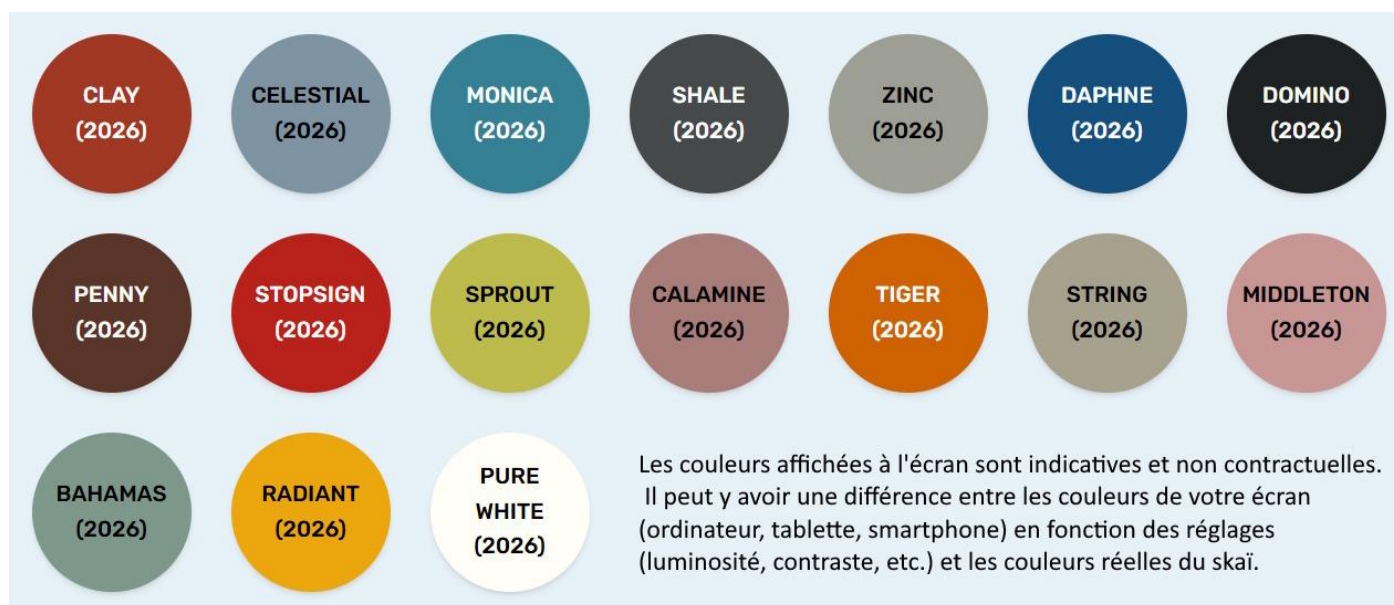 CLAY
(2026)
CELESTIAL
(2026)
MONICA
(2026)
SHALE
(2026)
ZINC
(2026)
DAPHNE
(2026)
DOMINO
(2026)
PENNY
(2026)
STOPSIGN
(2026)
SPROUT
(2026)
CALAMINE
(2026)
TIGER
(2026)
STRING
(2026)
MIDDLETON
(2026)
BAHAMAS
(2026)
RADIANT
(2026)
PURE
WHITE
(2026)
Les couleurs affichées à l'écran sont indicatives et non contractuelles.
Il peut y avoir une différence entre les couleurs de votre écran
(ordinateur, tablette, smartphone) en fonction des réglages
(luminosité, contraste, etc.) et les couleurs réelles du skaï.